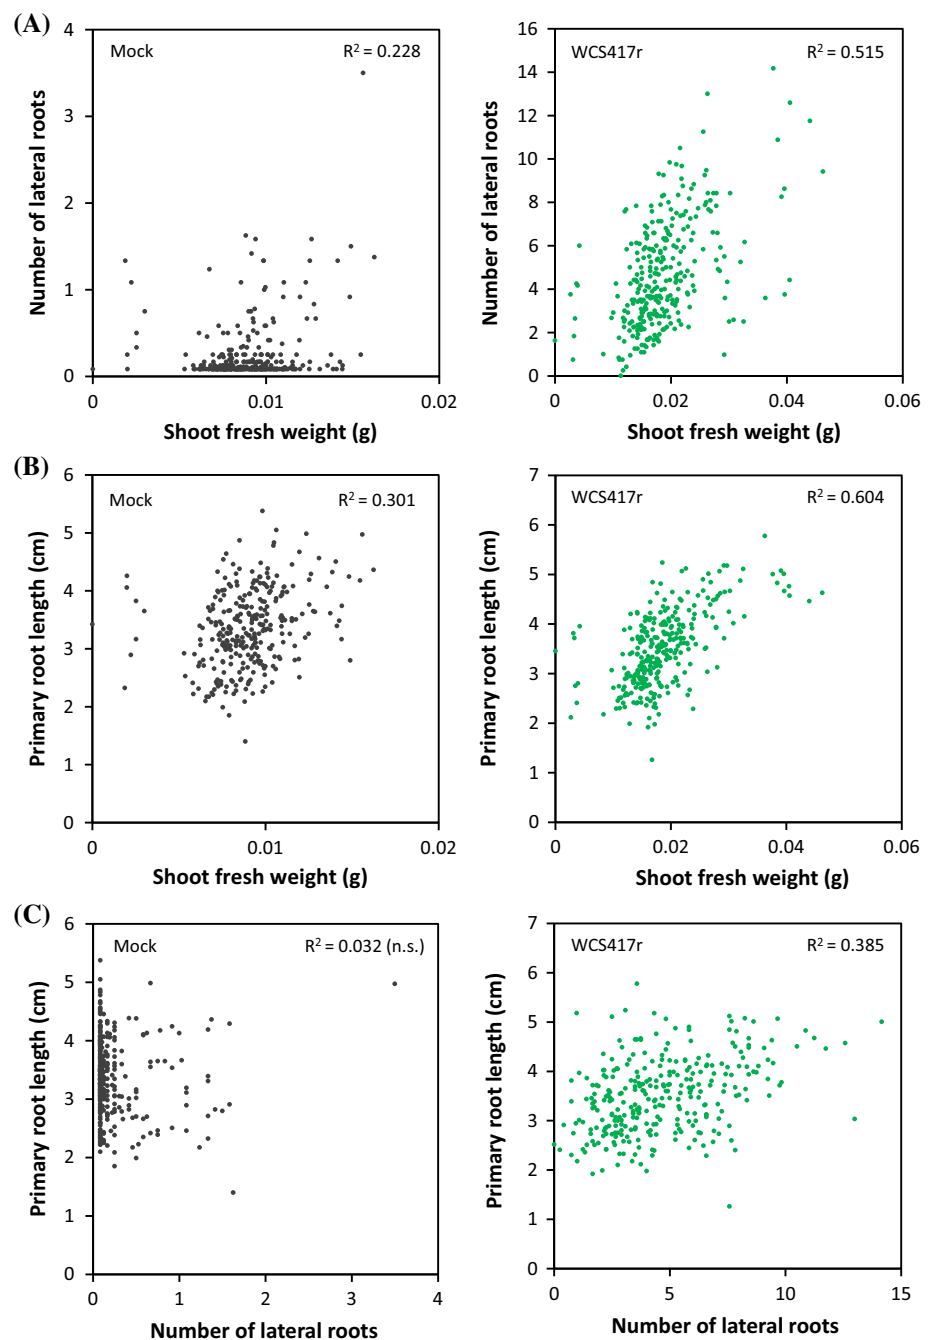 (A)
Mock
R² = 0.228
4
3
2
1
0
0
0.01
0.02
Number of lateral roots
Shoot fresh weight (g)
WCS417r
R² = 0.515
16
14
12
10
8
6
4
2
0
0
0.02
0.04
0.06
Number of lateral roots
Shoot fresh weight (g)
(B)
Mock
R² = 0.301
6
5
4
3
2
1
0
0
0.01
0.02
Primary root length (cm)
Shoot fresh weight (g)
WCS417r
R² = 0.604
7
6
5
4
3
2
1
0
0
0.02
0.04
0.06
Primary root length (cm)
Shoot fresh weight (g)
(C)
Mock
R² = 0.032 (n.s.)
6
5
4
3
2
1
0
0
1
2
3
4
Primary root length (cm)
Number of lateral roots
WCS417r
R² = 0.385
7
6
5
4
3
2
1
0
0
5
10
15
Primary root length (cm)
Number of lateral roots